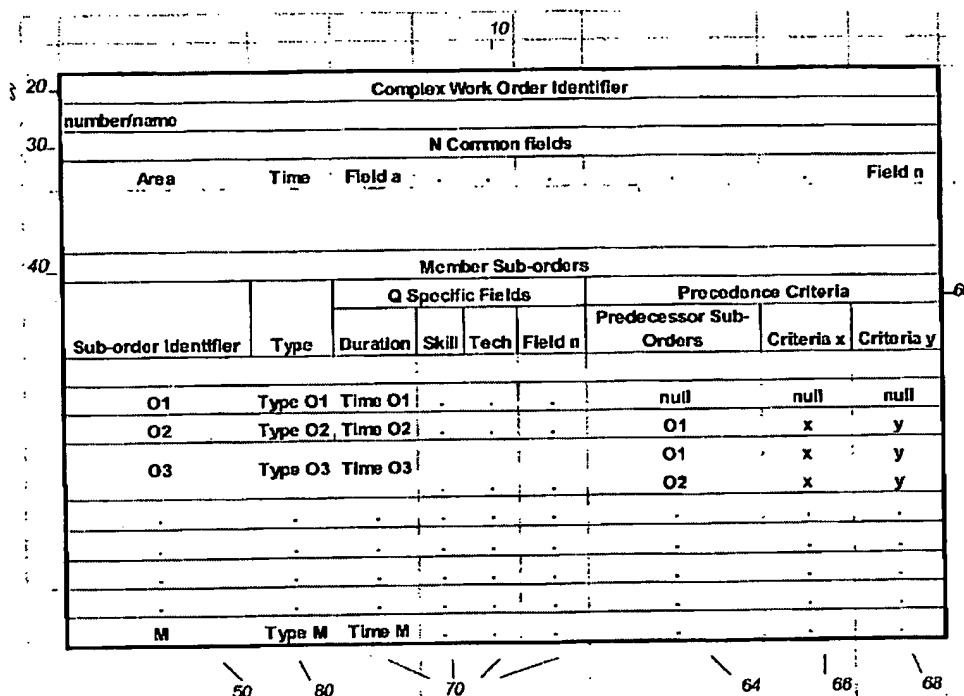 10
20
Complex Work Order Identifier
number/name
30
N Common fields
Area Time Field a . . . . . Field n
40
Member Sub-orders
Q Specific Fields Precedence Criteria
Sub-order Identifier Type Duration Skill Tech Field n Predecessor Sub-Orders Criteria x Criteria y
O1 Type O1 Time O1 . . . null null null
O2 Type O2 Time O2 . . . O1 x y
O3 Type O3 Time O3 . . . O1 x y
O2 x y
. . . . . . . . .
. . . . . . . . .
. . . . . . . . .
. . . . . . . . .
M Type M Time M . . . . . .
50 80 70 64 66 68